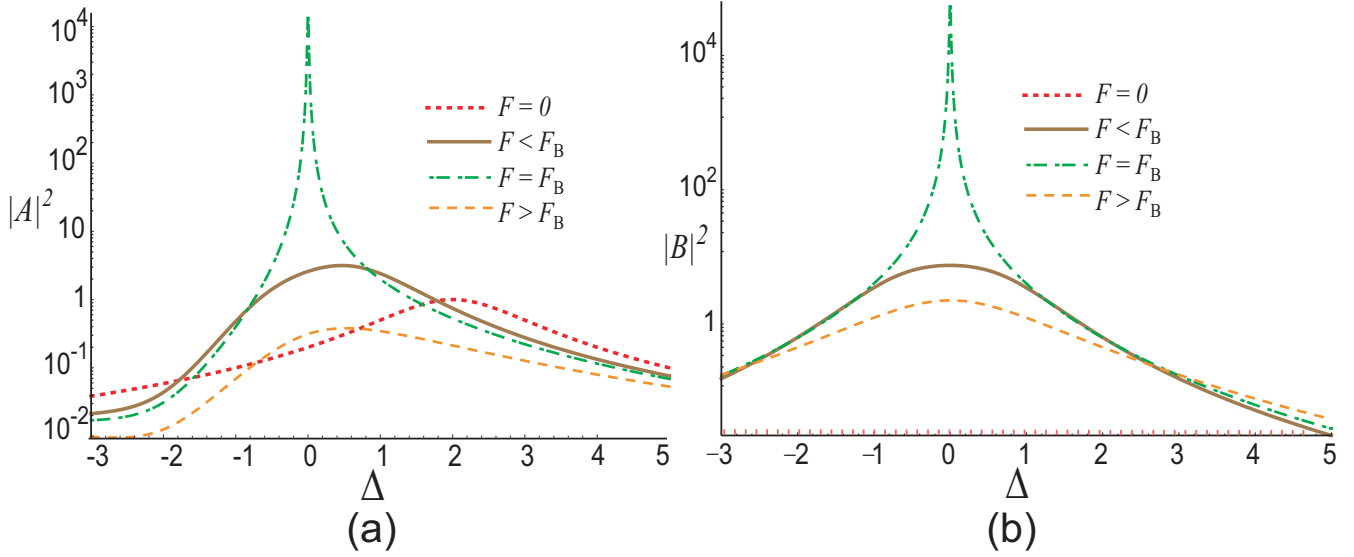 10^4
10^3
10^2
10
1
10^-1
10^-2
|A|^2
F = 0
F < F_B
F = F_B
F > F_B
-3 -2 -1 0 1 2 3 4 5
Δ
(a)
10^4
10^2
1
|B|^2
F = 0
F < F_B
F = F_B
F > F_B
−3 −2 −1 0 1 2 3 4 5
Δ
(b)